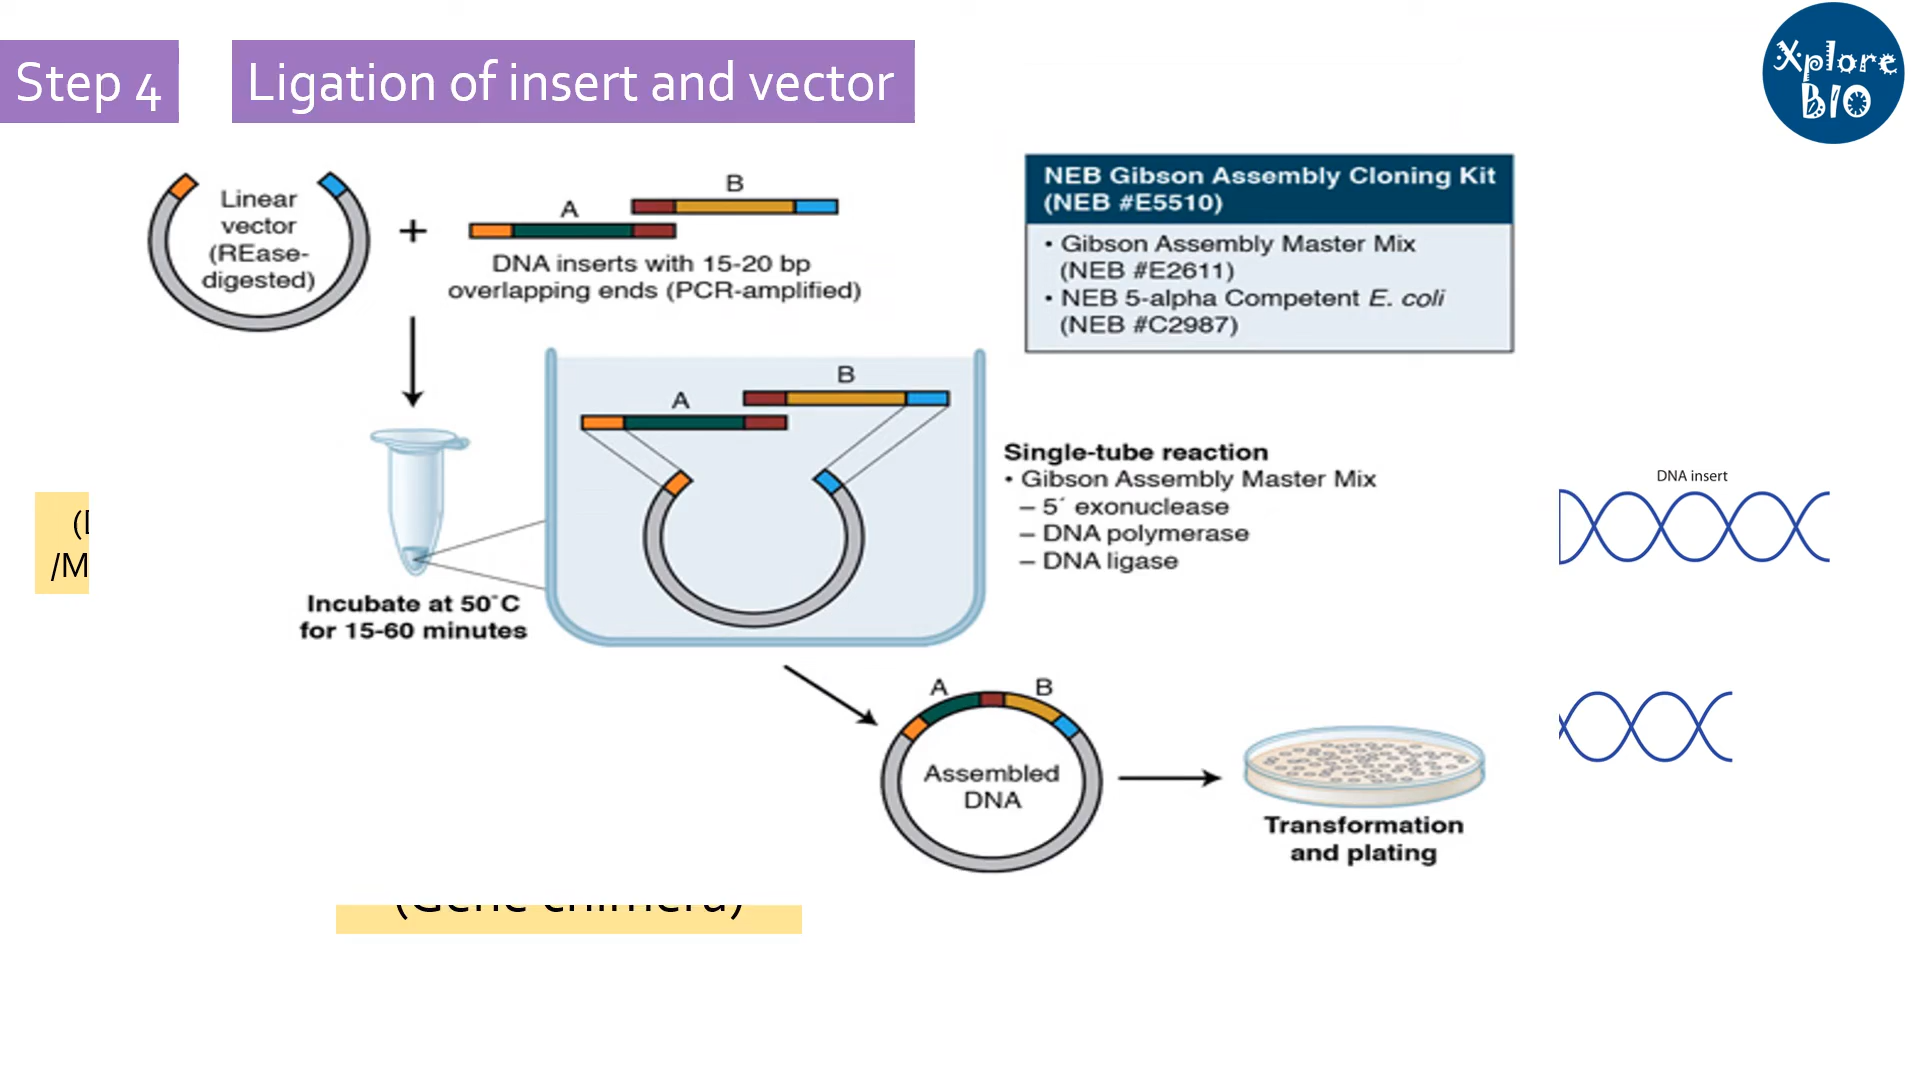 Step 4
Ligation of insert and vector
Xplore
BIO
Linear
vector
(REase-
digested)
+
A
B
DNA inserts with 15-20 bp
overlapping ends (PCR-amplified)
NEB Gibson Assembly Cloning Kit
(NEB #E5510)
• Gibson Assembly Master Mix
(NEB #E2611)
• NEB 5-alpha Competent E. coli
(NEB #C2987)
A
B
Single-tube reaction
• Gibson Assembly Master Mix
– 5´ exonuclease
– DNA polymerase
– DNA ligase
DNA insert
/M
Incubate at 50˚C
for 15-60 minutes
A
B
Assembled
DNA
Transformation
and plating
(Gene chimera)